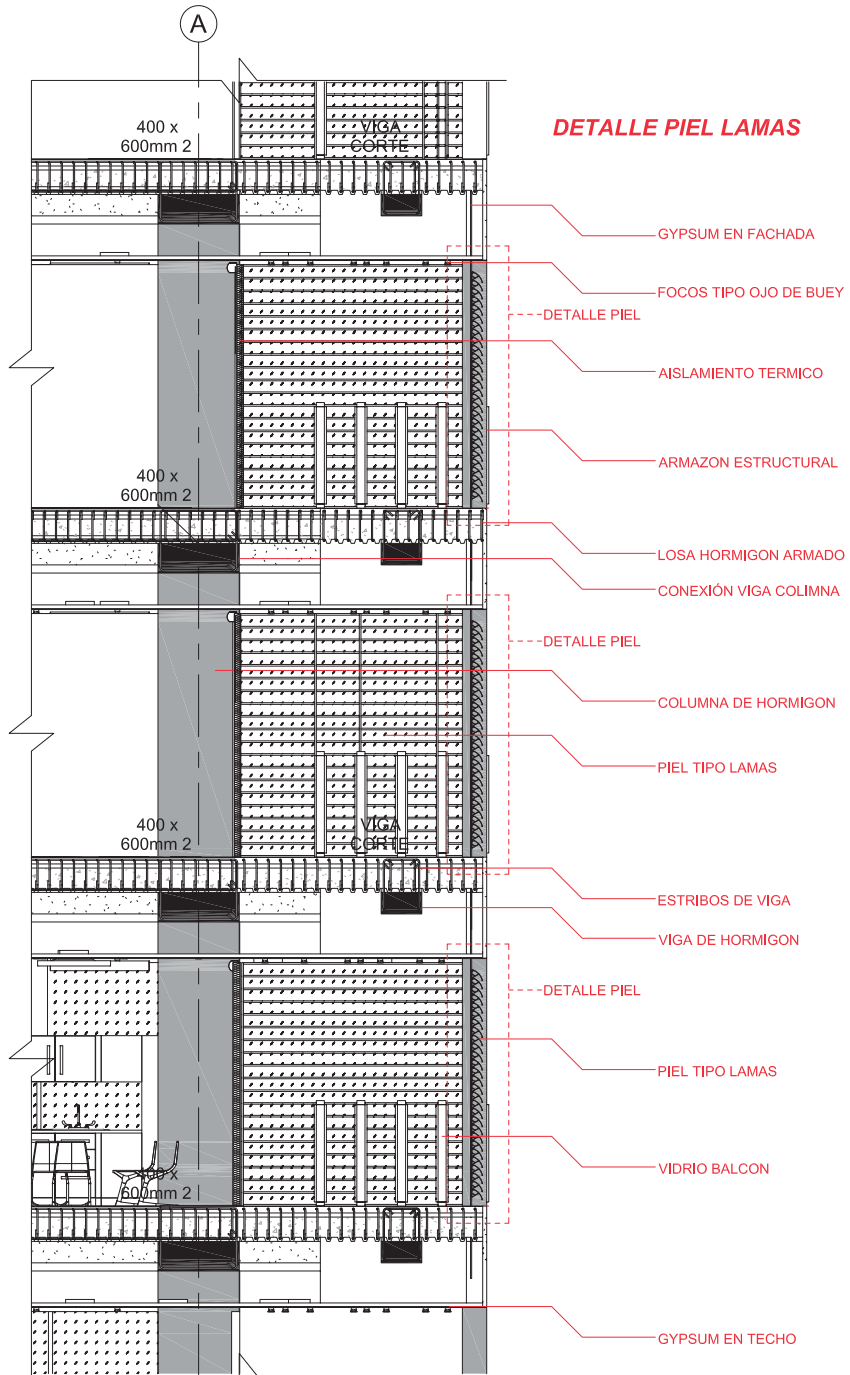 A
400 x
600mm 2
VIGA
CORTE
DETALLE PIEL LAMAS
GYPSUM EN FACHADA
FOCOS TIPO OJO DE BUEY
DETALLE PIEL
AISLAMIENTO TERMICO
ARMAZON ESTRUCTURAL
400 x
600mm 2
LOSA HORMIGON ARMADO
CONEXIÓN VIGA COLIMNA
DETALLE PIEL
COLUMNA DE HORMIGON
PIEL TIPO LAMAS
400 x
600mm 2
VIGA
CORTE
ESTRIBOS DE VIGA
VIGA DE HORMIGON
DETALLE PIEL
PIEL TIPO LAMAS
VIDRIO BALCON
400 x
600mm 2
GYPSUM EN TECHO